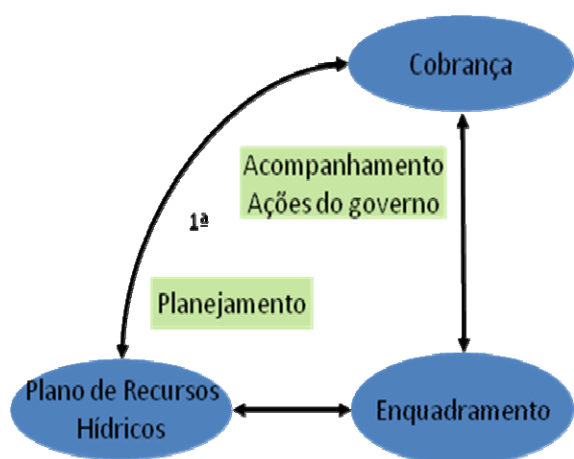 Cobrança
Acompanhamento
Ações do governo
1ª
Planejamento
Plano de Recursos
Hídricos
Enquadramento